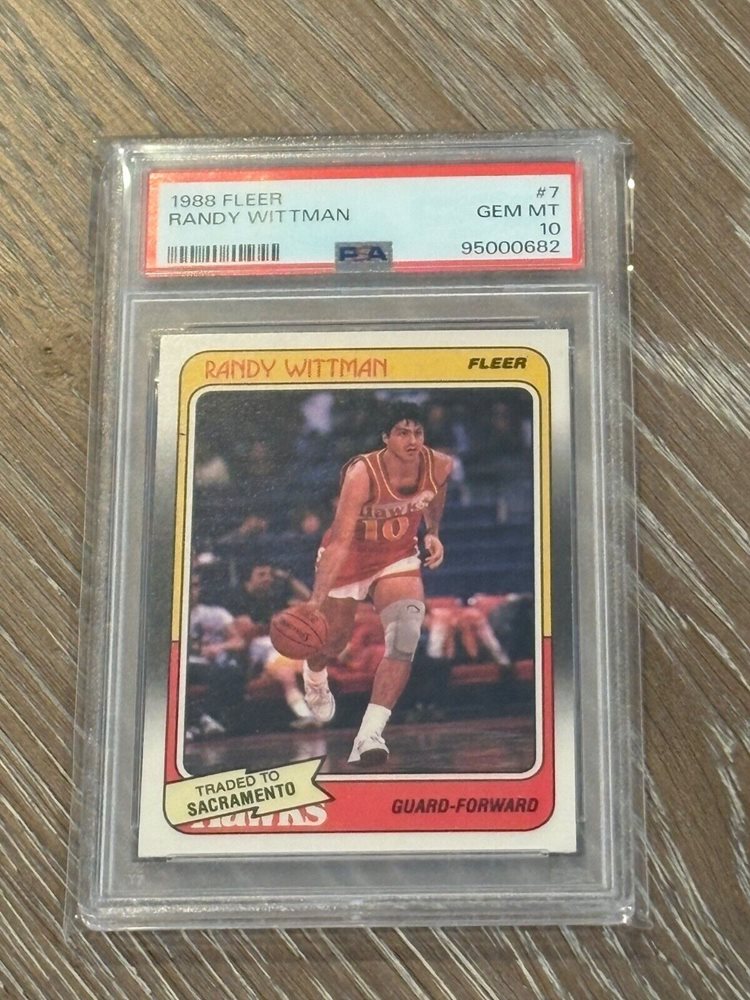 1988 FLEER #7
RANDY WITTMAN GEM MT
10
PSA 95000682
RANDY WITTMAN FLEER
Hawks
10
TRADED TO
SACRAMENTO
Hawks
GUARD-FORWARD